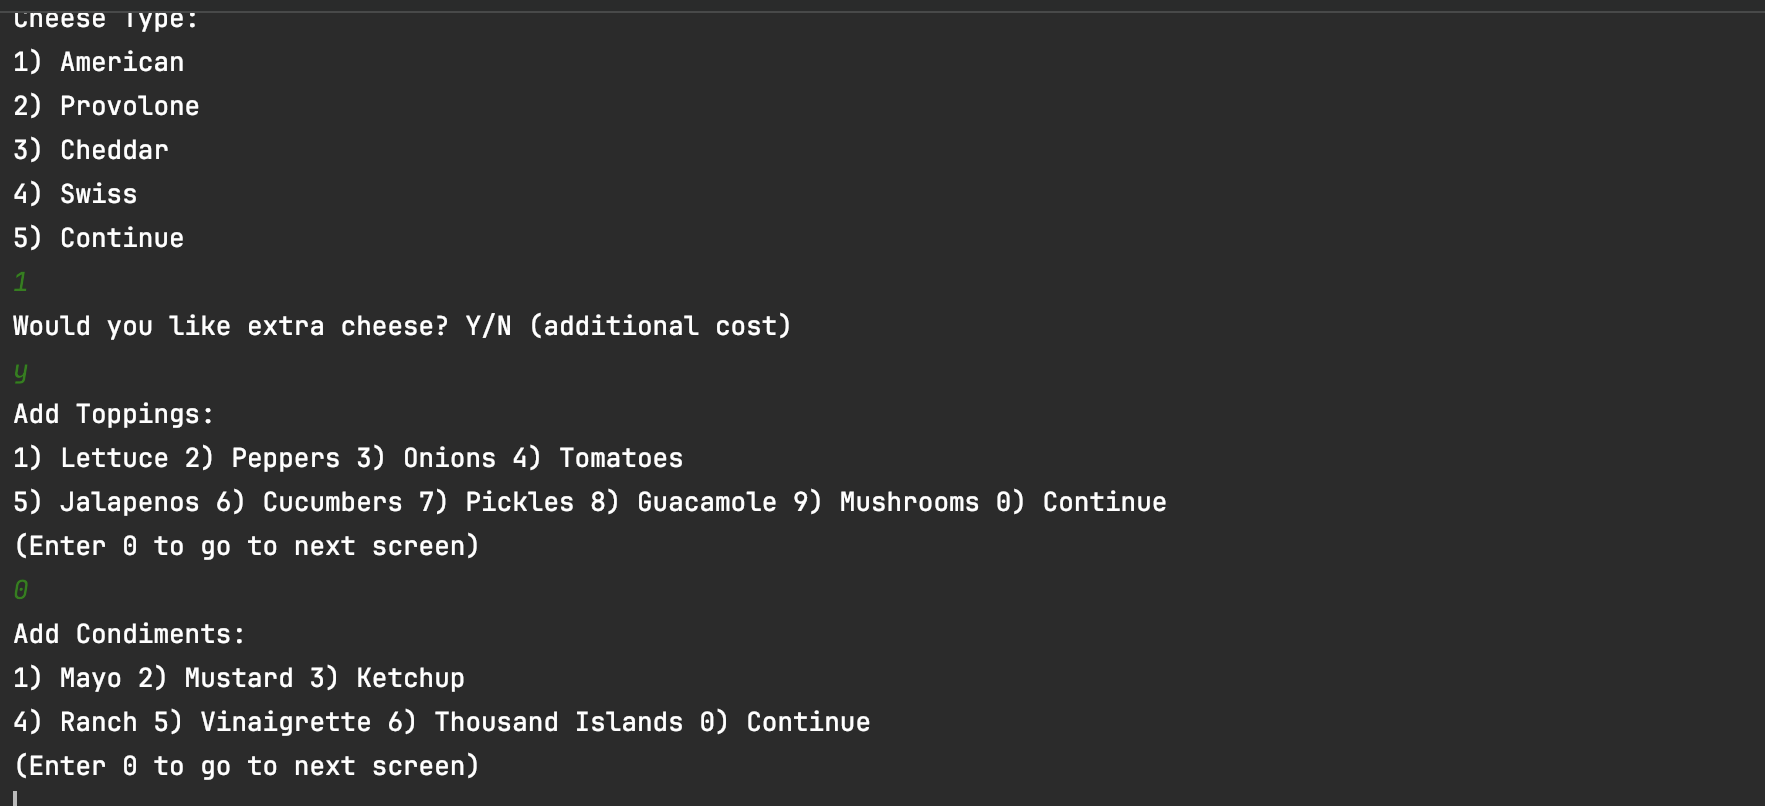 Cheese Type:
1) American
2) Provolone
3) Cheddar
4) Swiss
5) Continue
1
Would you like extra cheese? Y/N (additional cost)
y
Add Toppings:
1) Lettuce 2) Peppers 3) Onions 4) Tomatoes
5) Jalapenos 6) Cucumbers 7) Pickles 8) Guacamole 9) Mushrooms 0) Continue
(Enter 0 to go to next screen)
0
Add Condiments:
1) Mayo 2) Mustard 3) Ketchup
4) Ranch 5) Vinaigrette 6) Thousand Islands 0) Continue
(Enter 0 to go to next screen)